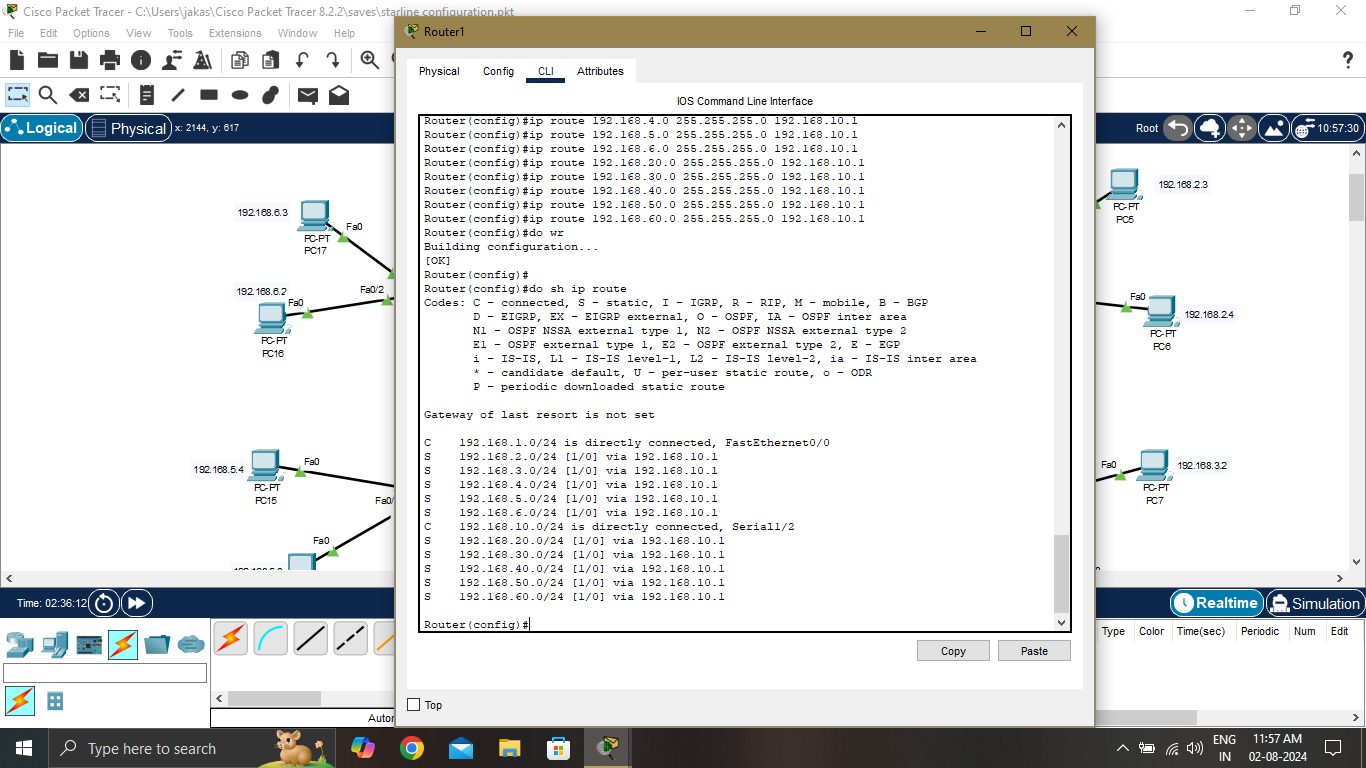 Cisco Packet Tracer - C:\Users\jakas\Cisco Packet Tracer 8.2.2\saves\starline configuration.pkt
File Edit Options View Tools Extensions Window Help
Logical Physical x: 2144, y: 617
Root 10:57:30
192.168.6.3
Fa0
PC-PT
PC17
192.168.6.2
Fa0
Fa0/2
PC-PT
PC16
192.168.5.4
Fa0
PC-PT
PC15
Fa0/
Fa0
Router1
Physical Config CLI Attributes
IOS Command Line Interface
Router(config)#ip route 192.168.4.0 255.255.255.0 192.168.10.1
Router(config)#ip route 192.168.5.0 255.255.255.0 192.168.10.1
Router(config)#ip route 192.168.6.0 255.255.255.0 192.168.10.1
Router(config)#ip route 192.168.20.0 255.255.255.0 192.168.10.1
Router(config)#ip route 192.168.30.0 255.255.255.0 192.168.10.1
Router(config)#ip route 192.168.40.0 255.255.255.0 192.168.10.1
Router(config)#ip route 192.168.50.0 255.255.255.0 192.168.10.1
Router(config)#ip route 192.168.60.0 255.255.255.0 192.168.10.1
Router(config)#do wr
Building configuration...
[OK]
Router(config)#
Router(config)#do sh ip route
Codes: C - connected, S - static, I - IGRP, R - RIP, M - mobile, B - BGP
D - EIGRP, EX - EIGRP external, O - OSPF, IA - OSPF inter area
N1 - OSPF NSSA external type 1, N2 - OSPF NSSA external type 2
E1 - OSPF external type 1, E2 - OSPF external type 2, E - EGP
i - IS-IS, L1 - IS-IS level-1, L2 - IS-IS level-2, ia - IS-IS inter area
* - candidate default, U - per-user static route, o - ODR
P - periodic downloaded static route
Gateway of last resort is not set
C 192.168.1.0/24 is directly connected, FastEthernet0/0
S 192.168.2.0/24 [1/0] via 192.168.10.1
S 192.168.3.0/24 [1/0] via 192.168.10.1
S 192.168.4.0/24 [1/0] via 192.168.10.1
S 192.168.5.0/24 [1/0] via 192.168.10.1
S 192.168.6.0/24 [1/0] via 192.168.10.1
C 192.168.10.0/24 is directly connected, Serial1/2
S 192.168.20.0/24 [1/0] via 192.168.10.1
S 192.168.30.0/24 [1/0] via 192.168.10.1
S 192.168.40.0/24 [1/0] via 192.168.10.1
S 192.168.50.0/24 [1/0] via 192.168.10.1
S 192.168.60.0/24 [1/0] via 192.168.10.1
Router(config)#
Copy Paste
Top
192.168.2.3
PC-PT
PC5
Fa0
192.168.2.4
PC-PT
PC6
Fa0
192.168.3.2
PC-PT
PC7
Time: 02:36:12
Realtime Simulation
Type Color Time(sec) Periodic Num Edit
Autor
Type here to search
ENG
IN
11:57 AM
02-08-2024